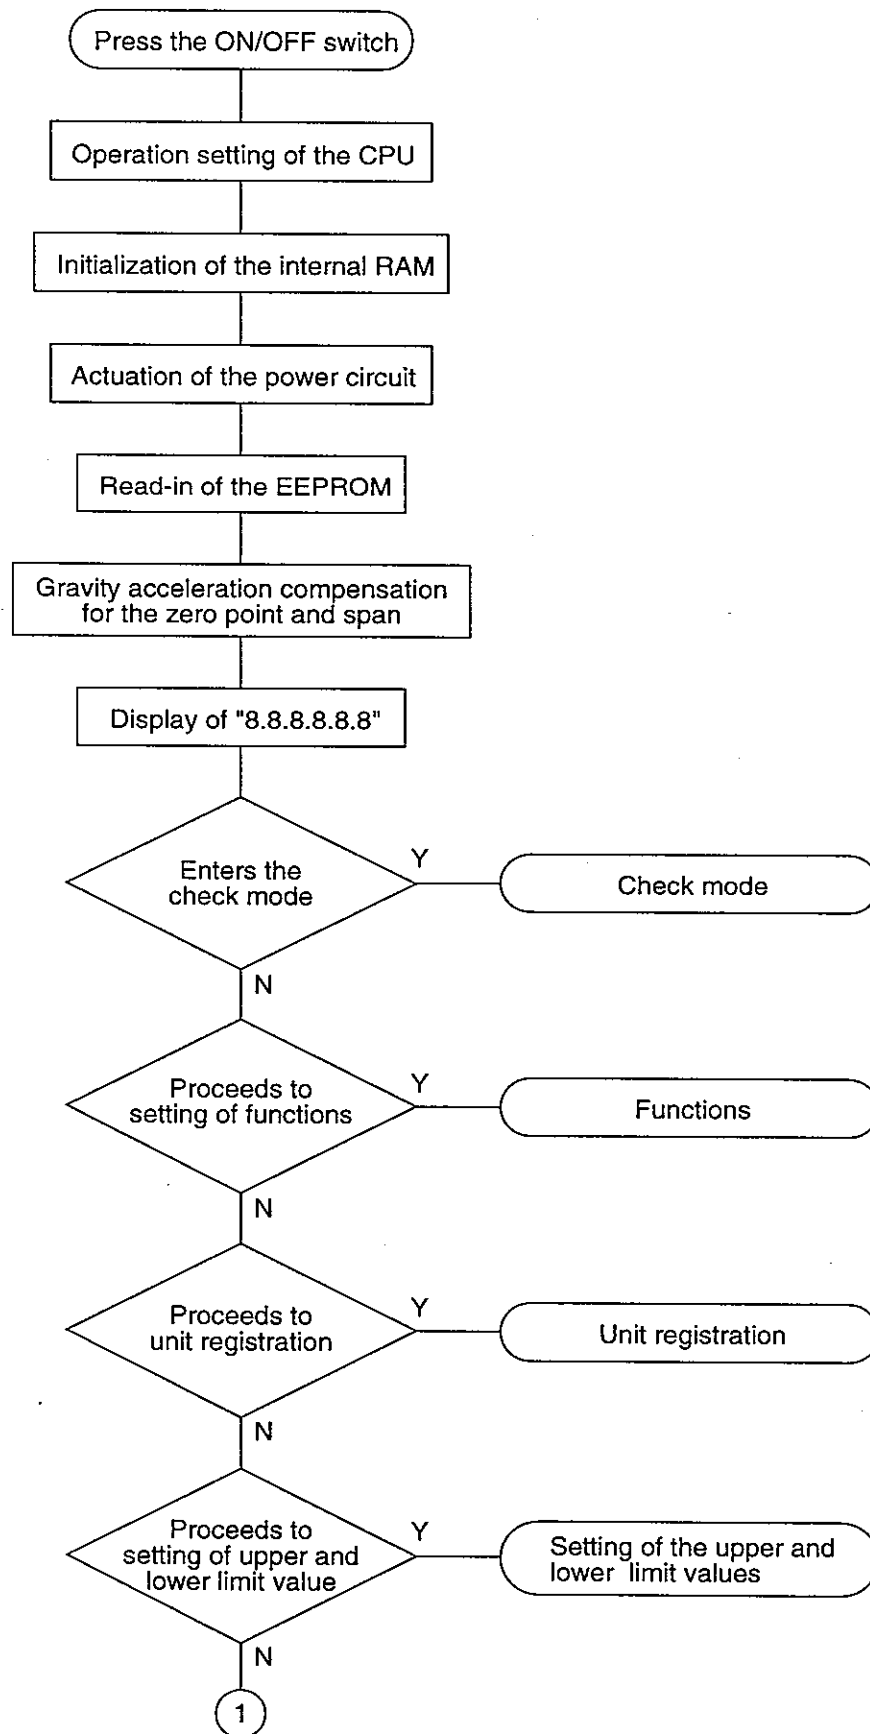 Press the ON/OFF switch
Operation setting of the CPU
Initialization of the internal RAM
Actuation of the power circuit
Read-in of the EEPROM
Gravity acceleration compensation
for the zero point and span
Display of "8.8.8.8.8.8"
Enters the
check mode
Y
Check mode
N
Proceeds to
setting of functions
Y
Functions
N
Proceeds to
unit registration
Y
Unit registration
N
Proceeds to
setting of upper and
lower limit value
Y
Setting of the upper and
lower limit values
N
1